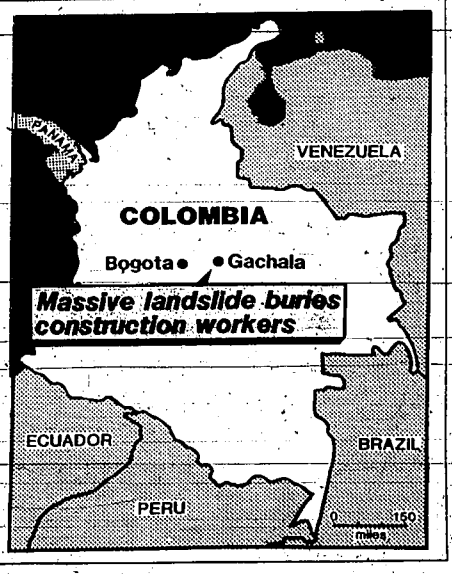 PANAMA
VENEZUELA
COLOMBIA
Bogota
Gachala
Massive landslide buries
construction workers
ECUADOR
BRAZIL
PERU
0 150
miles